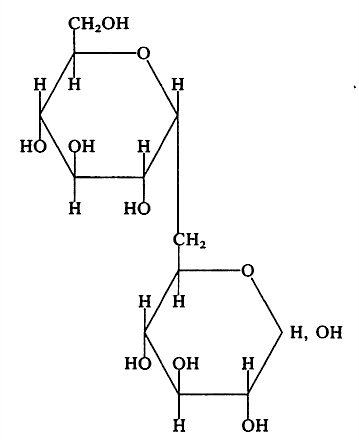 CH₂OH
O
H H H
HO OH H
H HO
CH₂
O
H H
H, OH
HO OH H
H OH